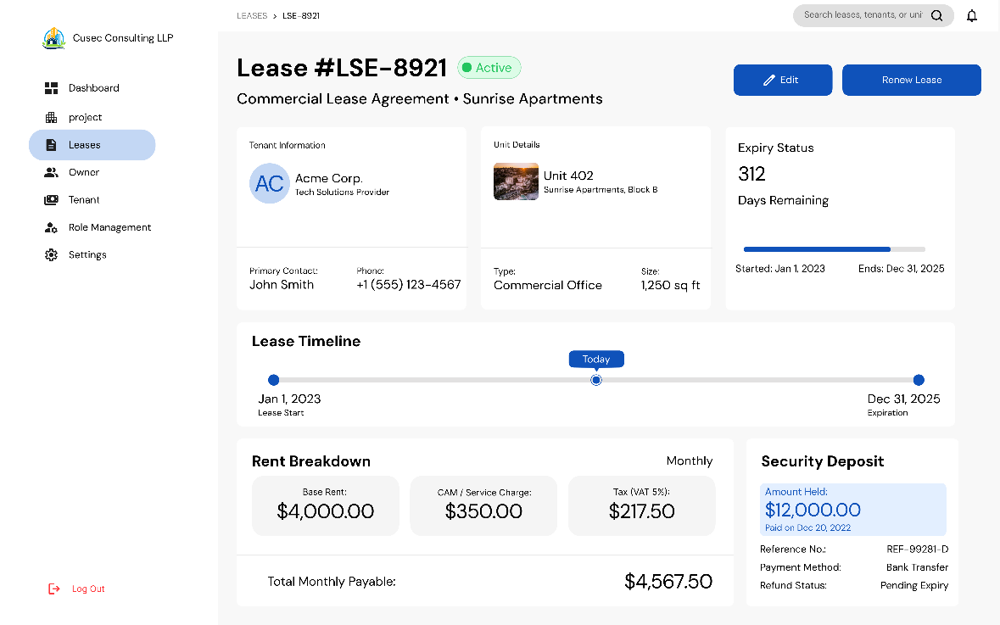 LEASES > LSE-8921
Search leases, tenants, or uni
Cusec Consulting LLP
Dashboard
project
Leases
Owner
Tenant
Role Management
Settings
Log Out
Lease #LSE-8921
Active
Commercial Lease Agreement • Sunrise Apartments
Edit
Renew Lease
Tenant Information
AC
Acme Corp.
Tech Solutions Provider
Primary Contact:
John Smith
Phone:
+1 (555) 123-4567
Unit Details
Unit 402
Sunrise Apartments, Block B
Type:
Commercial Office
Size:
1,250 sq ft
Expiry Status
312
Days Remaining
Started: Jan 1, 2023
Ends: Dec 31, 2025
Lease Timeline
Today
Jan 1, 2023
Lease Start
Dec 31, 2025
Expiration
Rent Breakdown
Monthly
Base Rent:
$4,000.00
CAM / Service Charge:
$350.00
Tax (VAT 5%):
$217.50
Total Monthly Payable:
$4,567.50
Security Deposit
Amount Held:
$12,000.00
Paid on Dec 20, 2022
Reference No.:
REF-99281-D
Payment Method:
Bank Transfer
Refund Status:
Pending Expiry